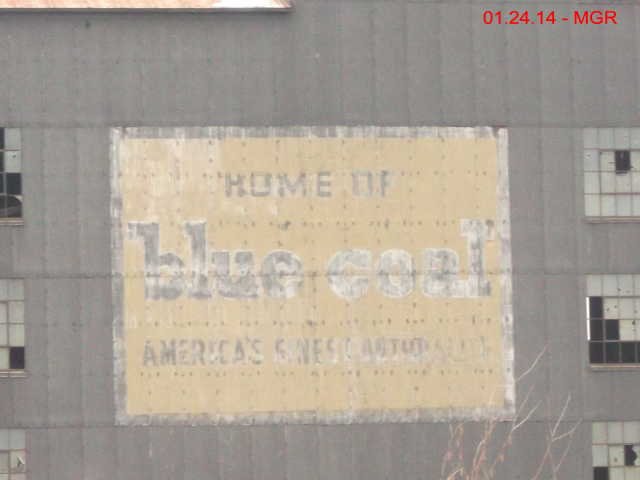 01.24.14 - MGR
HOME OF
'blue coal'
AMERICA'S FINEST ANTHRACITE